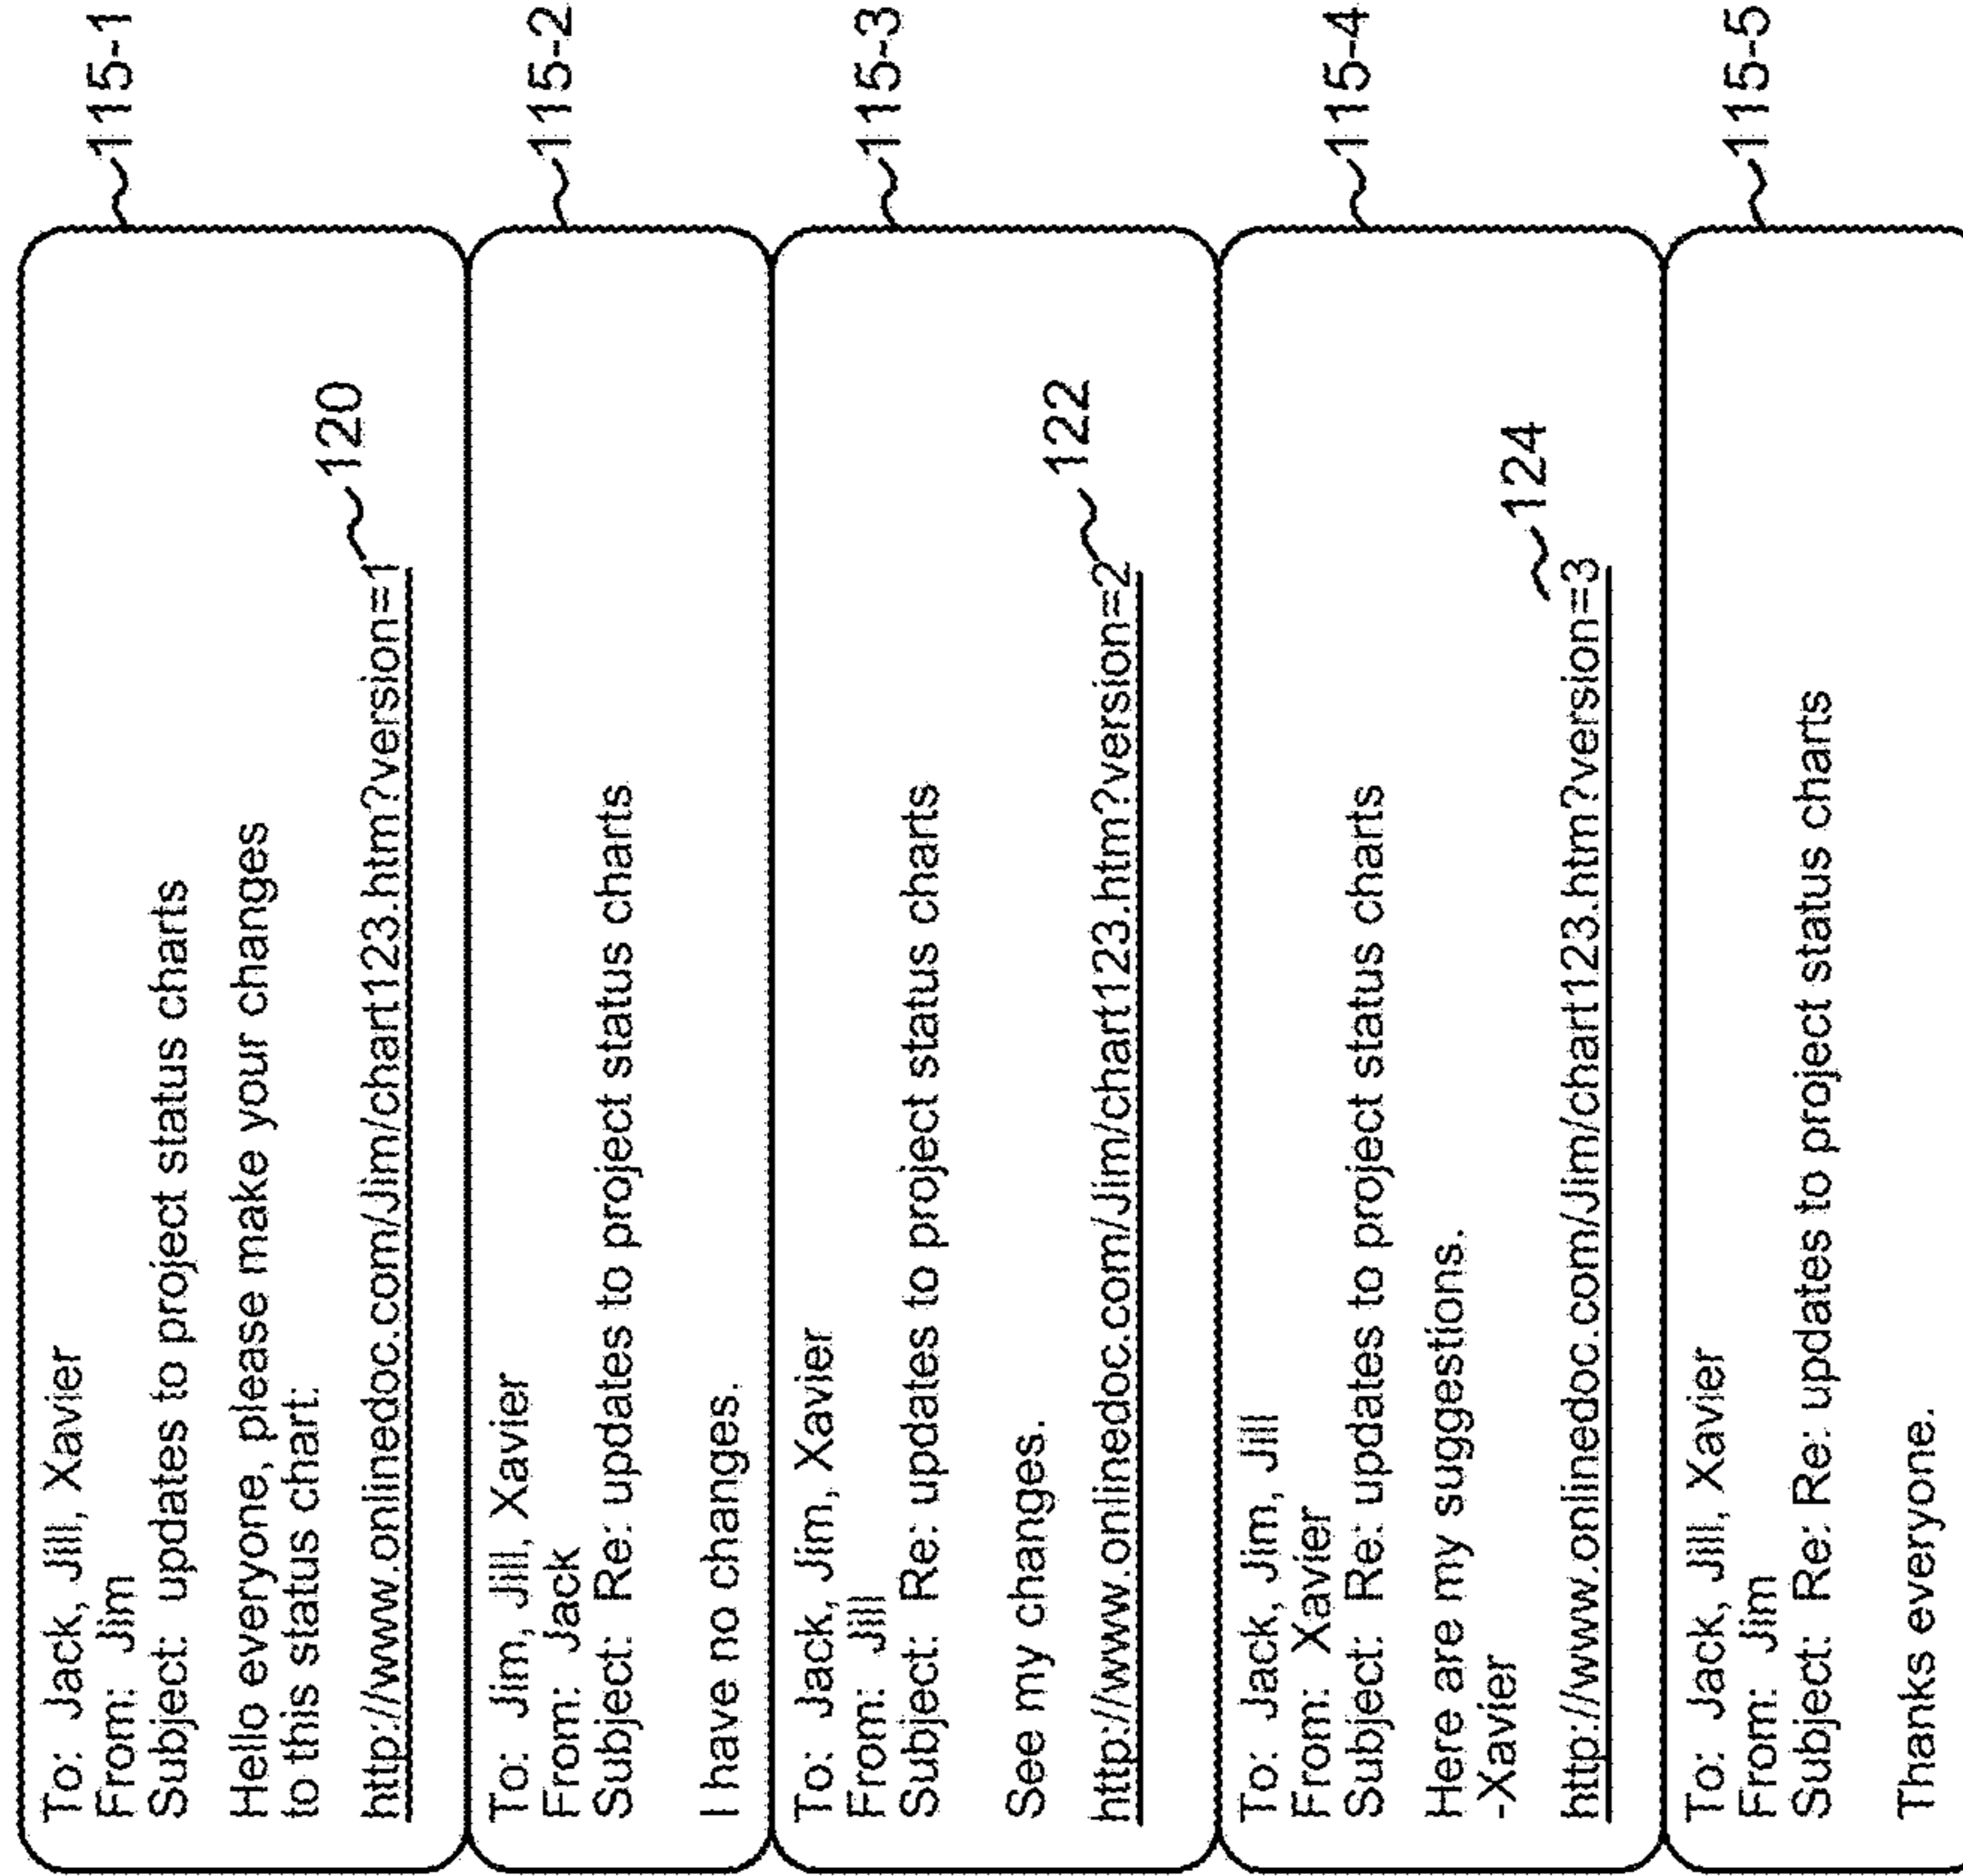 To: Jack, Jill, Xavier
From: Jim
Subject: updates to project status charts
Hello everyone, please make your changes
to this status chart:
http://www.onlinedoc.com/Jim/chart123.htm?version=1
120
115-1
To: Jim, Jill, Xavier
From: Jack
Subject: Re: updates to project status charts
I have no changes.
115-2
To: Jack, Jim, Xavier
From: Jill
Subject: Re: updates to project status charts
See my changes.
http://www.onlinedoc.com/Jim/chart123.htm?version=2
122
115-3
To: Jack, Jim, Jill
From: Xavier
Subject: Re: updates to project status charts
Here are my suggestions.
-Xavier
http://www.onlinedoc.com/Jim/chart123.htm?version=3
124
115-4
To: Jack, Jill, Xavier
From: Jim
Subject: Re: Re: updates to project status charts
Thanks everyone.
115-5